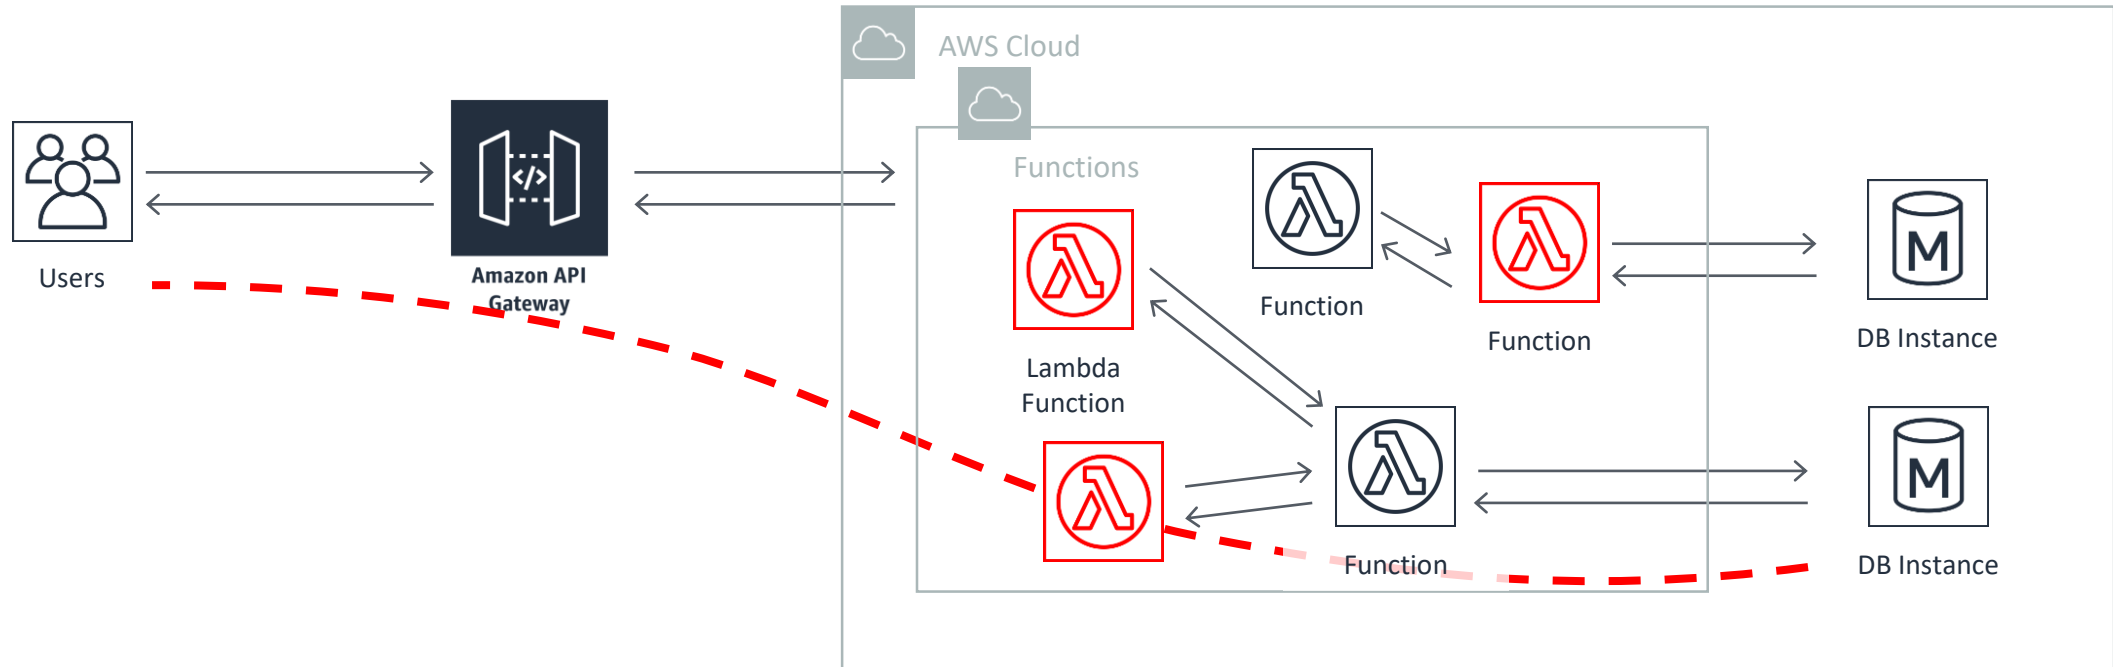 AWS Cloud
Functions
</>
Users
Amazon API
Gateway
Lambda
Function
Function
Function
M
DB Instance
Function
M
DB Instance